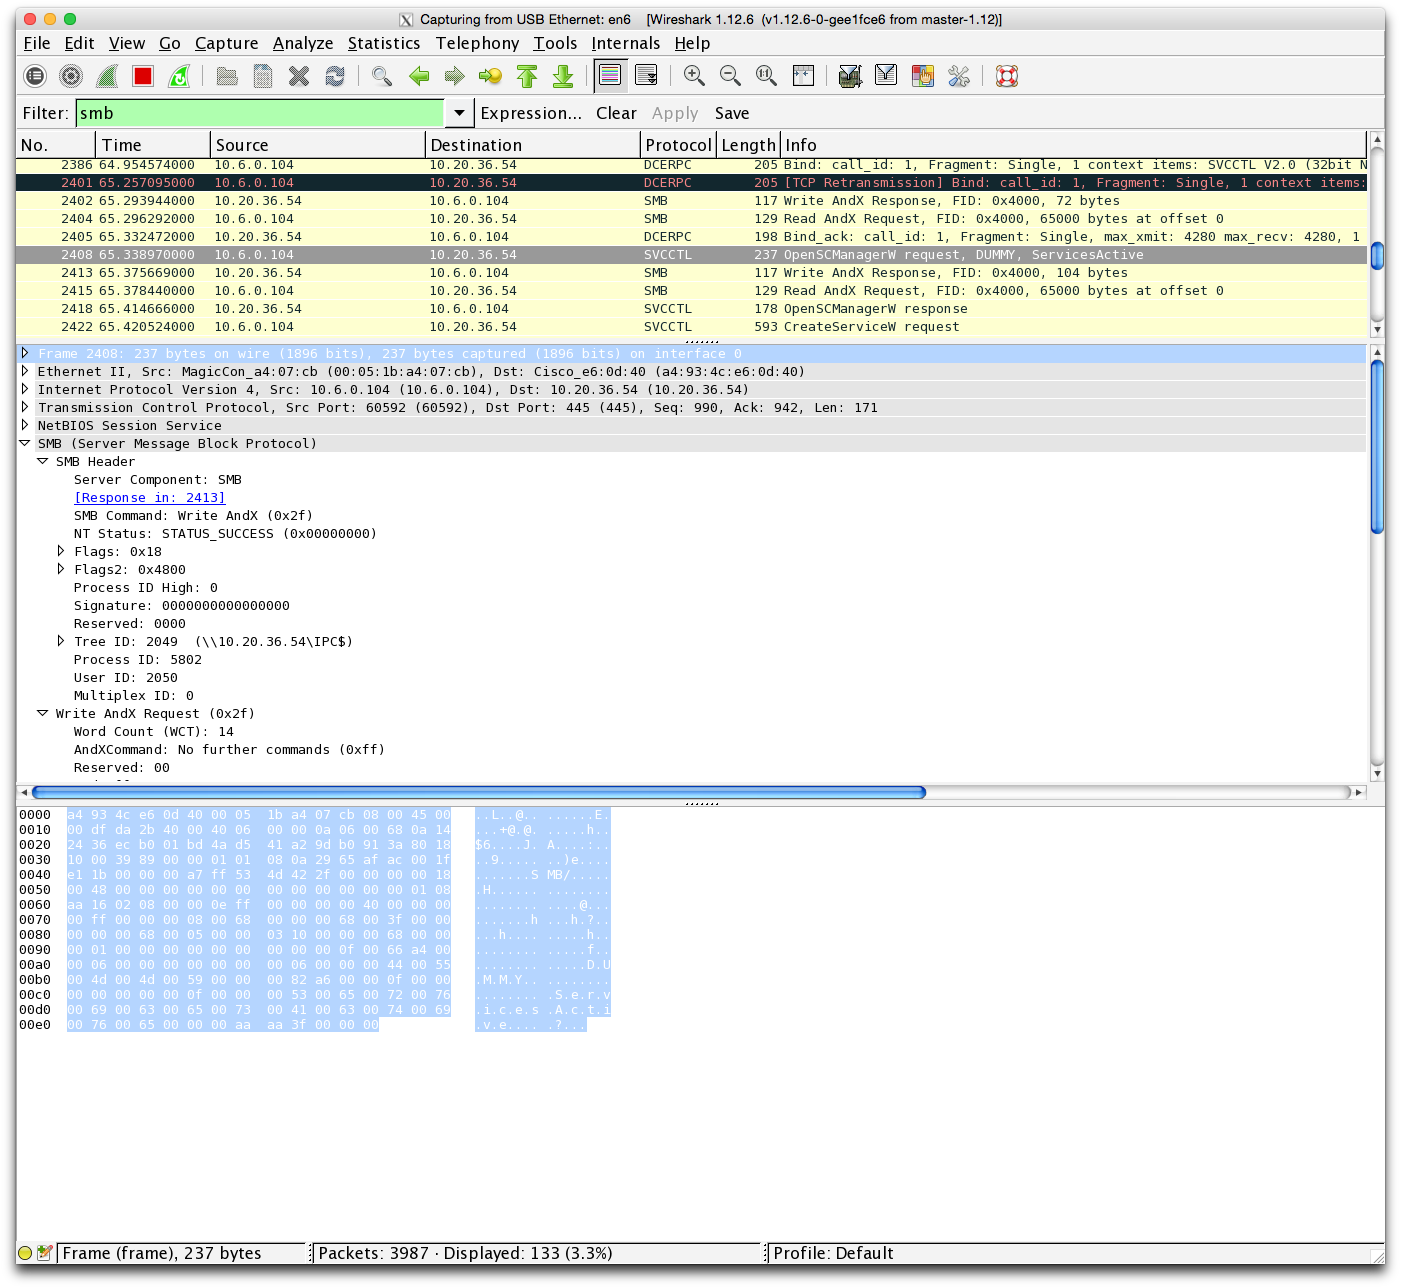 Capturing from USB Ethernet: en6 [Wireshark 1.12.6 (v1.12.6-0-gee1fce6 from master-1.12)]
File Edit View Go Capture Analyze Statistics Telephony Tools Internals Help
Filter: smb Expression... Clear Apply Save
No. Time Source Destination Protocol Length Info
2386 64.954574000 10.6.0.104 10.20.36.54 DCERPC 205 Bind: call_id: 1, Fragment: Single, 1 context items: SVCCTL V2.0 (32bit N
2401 65.257095000 10.6.0.104 10.20.36.54 DCERPC 205 [TCP Retransmission] Bind: call_id: 1, Fragment: Single, 1 context items:
2402 65.293944000 10.20.36.54 10.6.0.104 SMB 117 Write AndX Response, FID: 0x4000, 72 bytes
2404 65.296292000 10.6.0.104 10.20.36.54 SMB 129 Read AndX Request, FID: 0x4000, 65000 bytes at offset 0
2405 65.332472000 10.20.36.54 10.6.0.104 DCERPC 198 Bind_ack: call_id: 1, Fragment: Single, max_xmit: 4280 max_recv: 4280, 1
2408 65.338970000 10.6.0.104 10.20.36.54 SVCCTL 237 OpenSCManagerW request, DUMMY, ServicesActive
2413 65.375669000 10.20.36.54 10.6.0.104 SMB 117 Write AndX Response, FID: 0x4000, 104 bytes
2415 65.378440000 10.6.0.104 10.20.36.54 SMB 129 Read AndX Request, FID: 0x4000, 65000 bytes at offset 0
2418 65.414666000 10.20.36.54 10.6.0.104 SVCCTL 178 OpenSCManagerW response
2422 65.420524000 10.6.0.104 10.20.36.54 SVCCTL 593 CreateServiceW request
Frame 2408: 237 bytes on wire (1896 bits), 237 bytes captured (1896 bits) on interface 0
Ethernet II, Src: MagicCon_a4:07:cb (00:05:1b:a4:07:cb), Dst: Cisco_e6:0d:40 (a4:93:4c:e6:0d:40)
Internet Protocol Version 4, Src: 10.6.0.104 (10.6.0.104), Dst: 10.20.36.54 (10.20.36.54)
Transmission Control Protocol, Src Port: 60592 (60592), Dst Port: 445 (445), Seq: 990, Ack: 942, Len: 171
NetBIOS Session Service
SMB (Server Message Block Protocol)
SMB Header
Server Component: SMB
[Response in: 2413]
SMB Command: Write AndX (0x2f)
NT Status: STATUS_SUCCESS (0x00000000)
Flags: 0x18
Flags2: 0x4800
Process ID High: 0
Signature: 0000000000000000
Reserved: 0000
Tree ID: 2049 (\\10.20.36.54\IPC$)
Process ID: 5802
User ID: 2050
Multiplex ID: 0
Write AndX Request (0x2f)
Word Count (WCT): 14
AndXCommand: No further commands (0xff)
Reserved: 00
0000 a4 93 4c e6 0d 40 00 05 1b a4 07 cb 08 00 45 00 ..L..@.. ......E.
0010 00 df da 2b 40 00 40 06 00 00 0a 06 00 68 0a 14 ...+@.@. .....h..
0020 24 36 ec b0 01 bd 4a d5 41 a2 9d b0 91 3a 80 18 $6....J. A....:..
0030 10 00 39 89 00 00 01 01 08 0a 29 65 af ac 00 1f ..9..... ..)e....
0040 e1 1b 00 00 00 a7 ff 53 4d 42 2f 00 00 00 00 18 .......S MB/.....
0050 00 48 00 00 00 00 00 00 00 00 00 00 00 00 01 08 .H...... ........
0060 aa 16 02 08 00 00 0e ff 00 00 00 00 40 00 00 00 ........ ....@...
0070 00 ff 00 00 00 08 00 68 00 00 00 68 00 3f 00 00 .......h ...h.?..
0080 00 00 00 68 00 05 00 00 03 10 00 00 00 68 00 00 ...h.... .....h..
0090 00 01 00 00 00 00 00 00 00 00 00 0f 00 66 a4 00 ........ .....f..
00a0 00 06 00 00 00 00 00 00 00 06 00 00 00 44 00 55 ........ .....D.U
00b0 00 4d 00 4d 00 59 00 00 00 82 a6 00 00 0f 00 00 .M.M.Y.. ........
00c0 00 00 00 00 00 0f 00 00 00 53 00 65 00 72 00 76 ........ .S.e.r.v
00d0 00 69 00 63 00 65 00 73 00 41 00 63 00 74 00 69 .i.c.e.s .A.c.t.i
00e0 00 76 00 65 00 00 00 aa aa 3f 00 00 00 .v.e.... .?...
Frame (frame), 237 bytes Packets: 3987 · Displayed: 133 (3.3%) Profile: Default